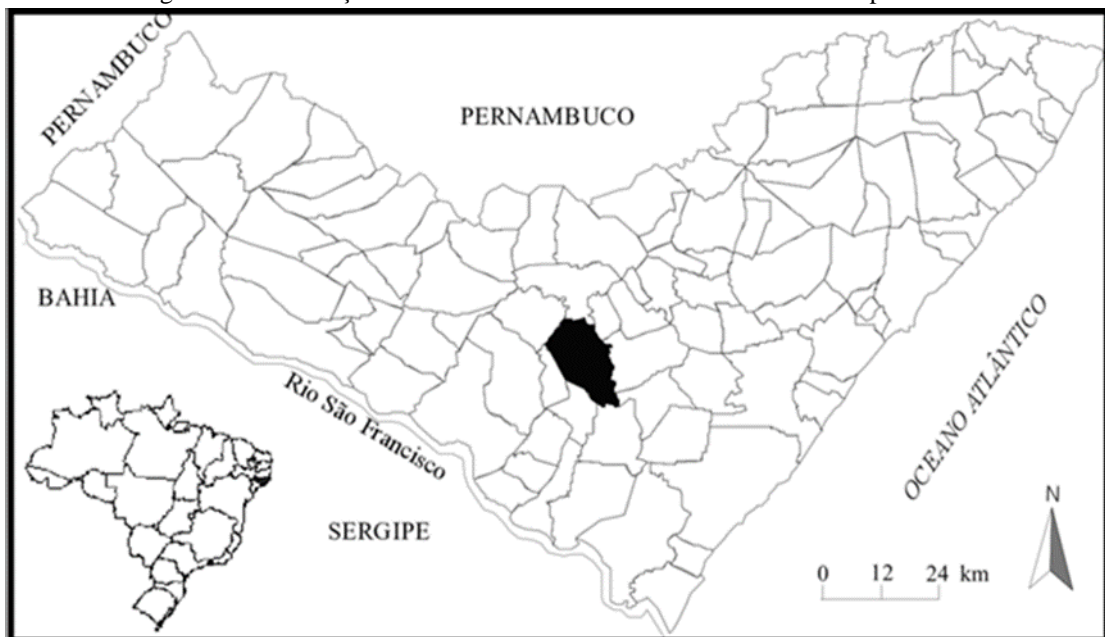 PERNAMBUCO
PERNAMBUCO
BAHIA
Rio São Francisco
OCEANO ATLÂNTICO
SERGIPE
N
0 12 24 km